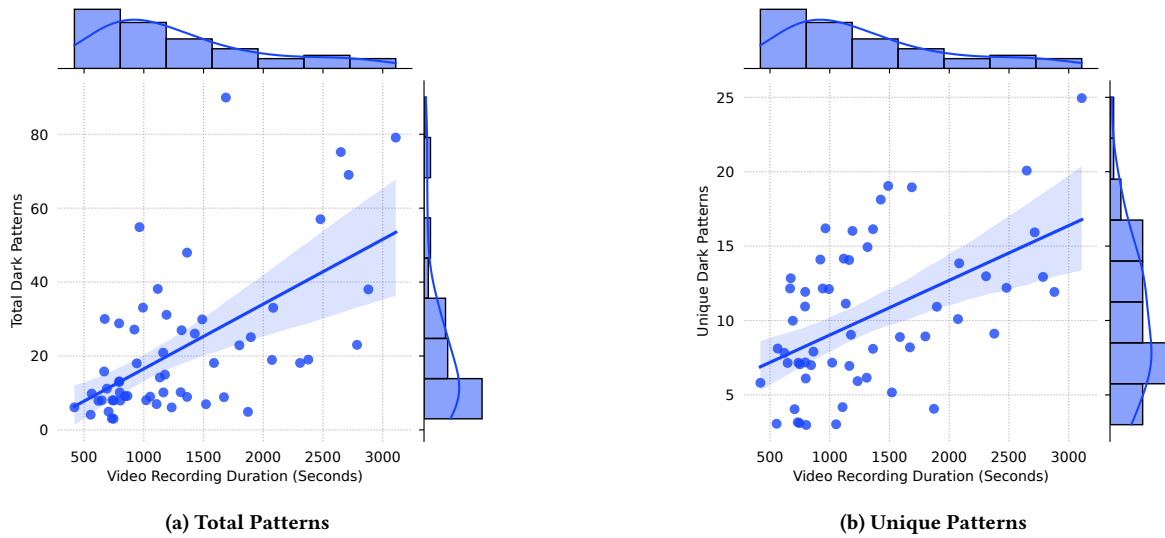 80
60
40
20
0
Total Dark Patterns
500 1000 1500 2000 2500 3000
Video Recording Duration (Seconds)
(a) Total Patterns
25
20
15
10
5
Unique Dark Patterns
500 1000 1500 2000 2500 3000
Video Recording Duration (Seconds)
(b) Unique Patterns